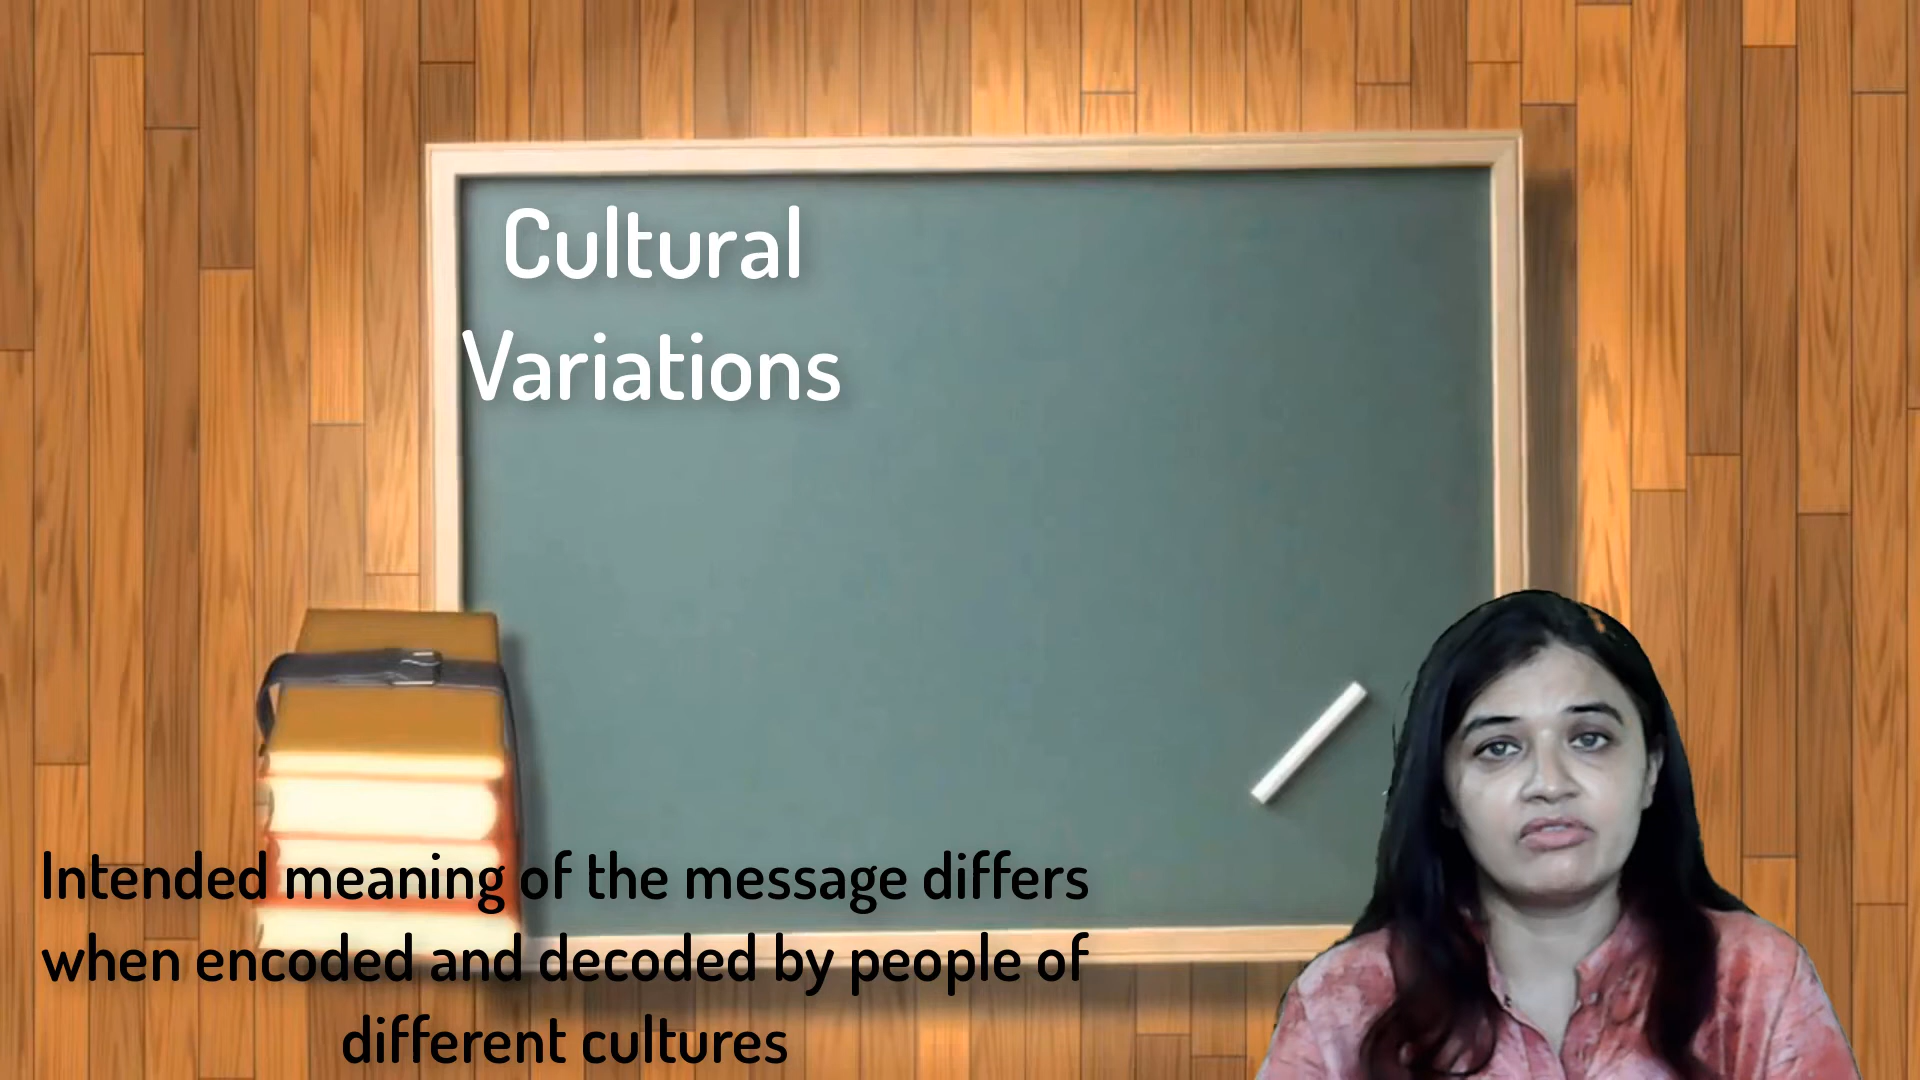 Cultural
Variations
Intended meaning of the message differs
when encoded and decoded by people of
different cultures